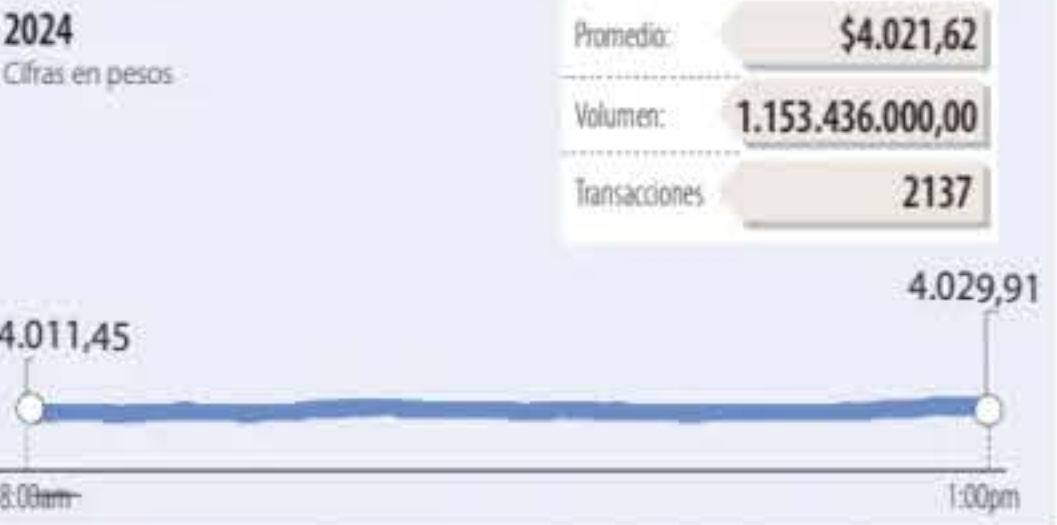 2024
Cifras en pesos
Promedio: $4.021,62
Volumen: 1.153.436.000,00
Transacciones 2137
4.029,91
4.011,45
8:00am
1:00pm